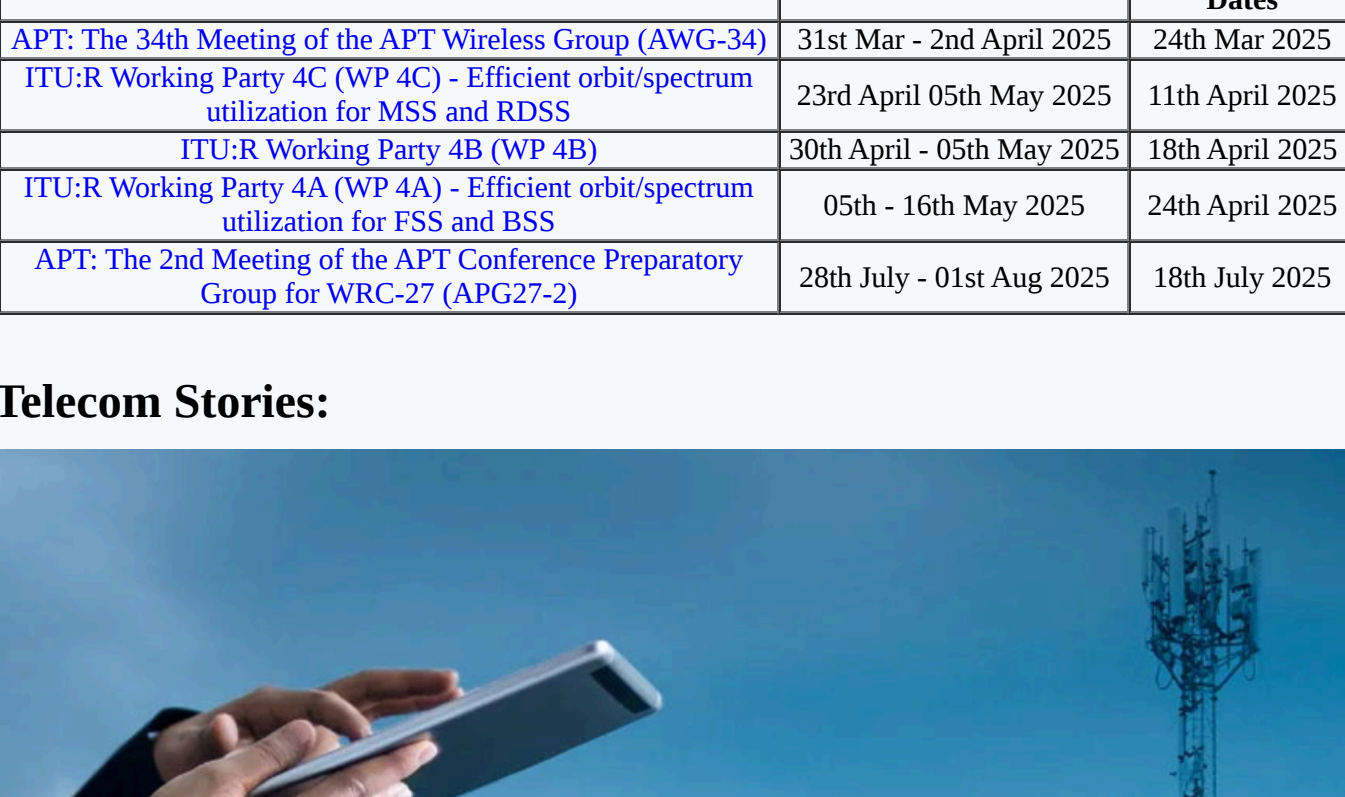 Dates
APT: The 34th Meeting of the APT Wireless Group (AWG-34) 31st Mar - 2nd April 2025 24th Mar 2025
ITU:R Working Party 4C (WP 4C) - Efficient orbit/spectrum
utilization for MSS and RDSS 23rd April 05th May 2025 11th April 2025
ITU:R Working Party 4B (WP 4B) 30th April - 05th May 2025 18th April 2025
ITU:R Working Party 4A (WP 4A) - Efficient orbit/spectrum
utilization for FSS and BSS 05th - 16th May 2025 24th April 2025
APT: The 2nd Meeting of the APT Conference Preparatory
Group for WRC-27 (APG27-2) 28th July - 01st Aug 2025 18th July 2025
Telecom Stories: